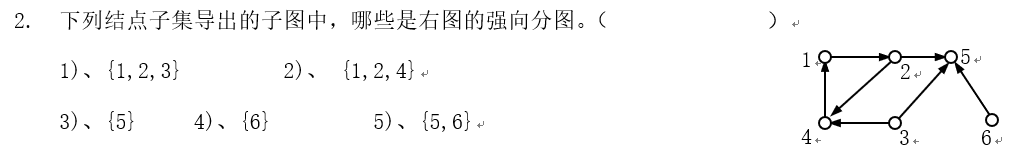 2. 下列结点子集导出的子图中，哪些是右图的强向分图。（ ）
1)、{1,2,3} 2)、 {1,2,4}
3)、{5} 4)、{6} 5)、{5,6}
1 2 5
4 3 6